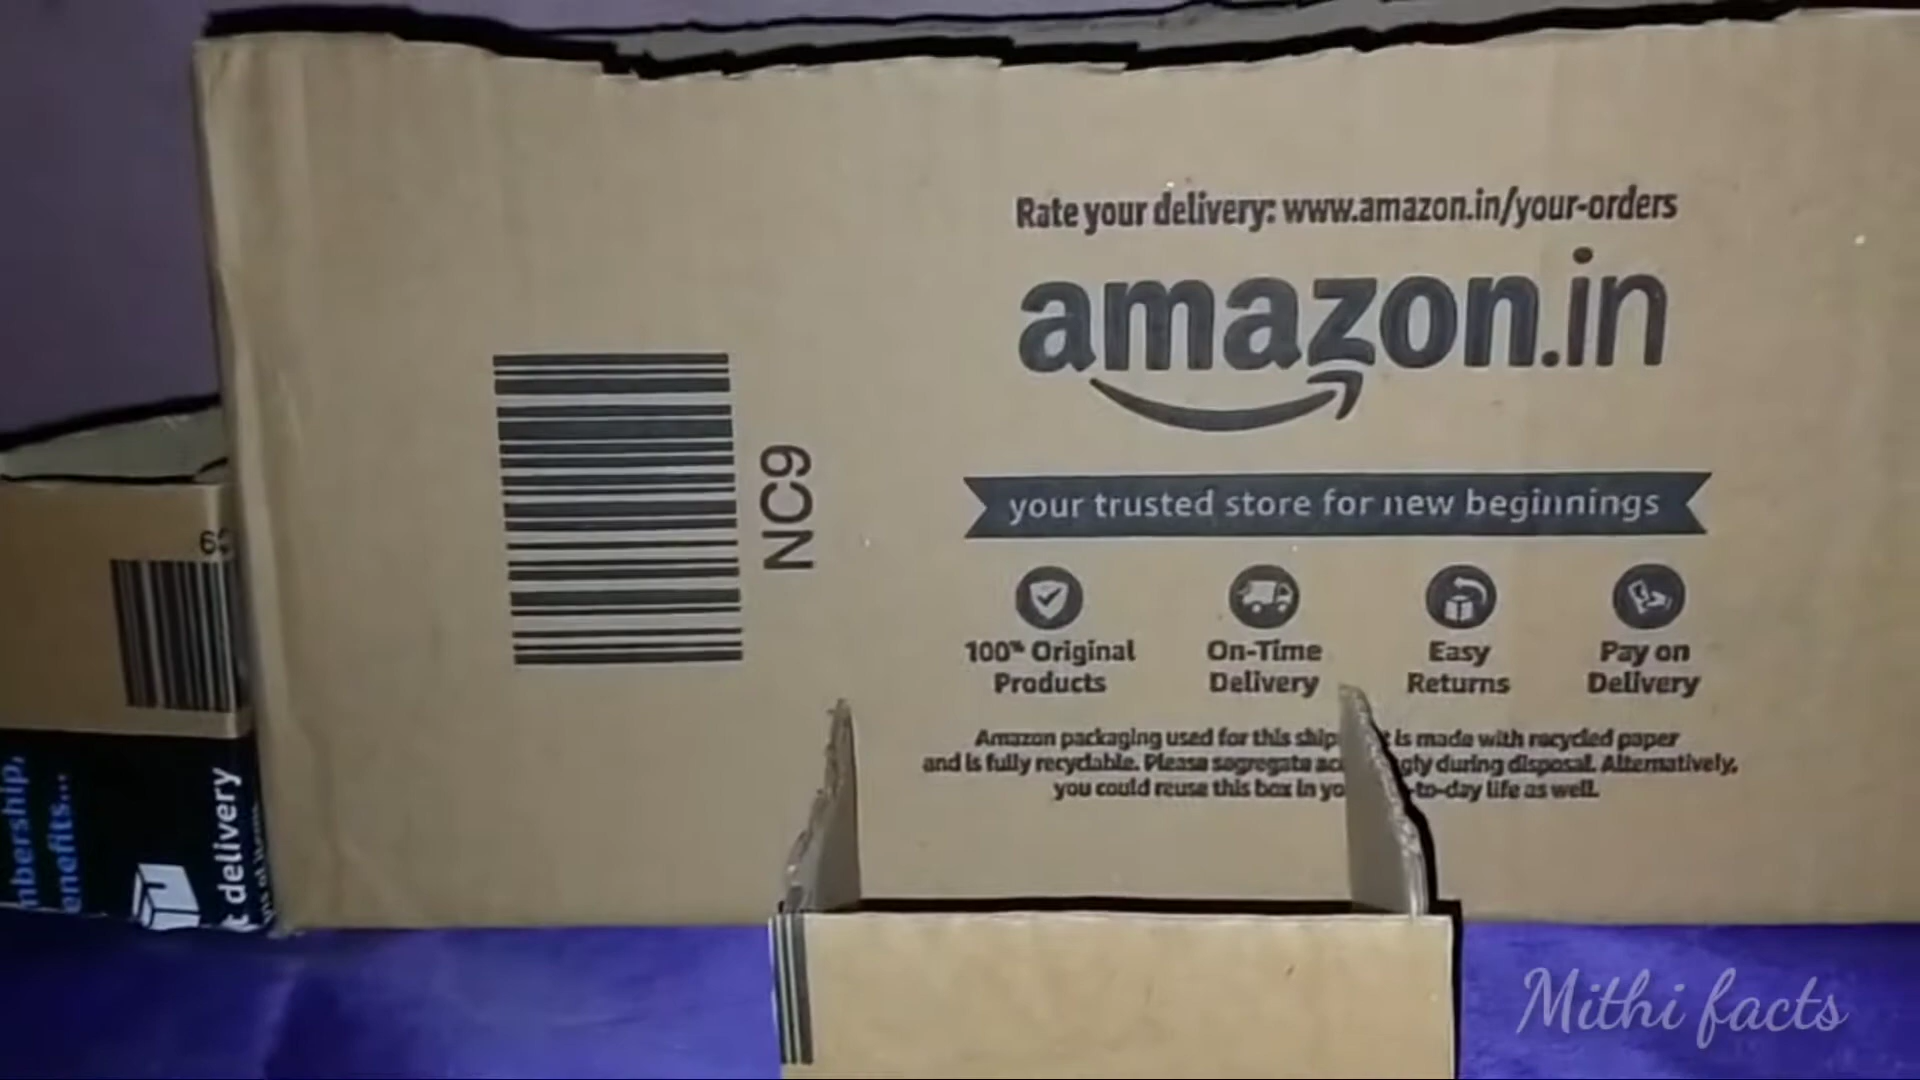 Rate your delivery: www.amazon.in/your-orders
amazon.in
NC9
your trusted store for new beginnings
100% Original
Products
On-Time
Delivery
Easy
Returns
Pay on
Delivery
Amazon packaging used for this ship t is made with recycled paper
and is fully recyclable. Please segregate ac gly during disposal. Alternatively,
you could reuse this box in yo -to-day life as well.
mbership,
enefits...
t delivery
Mithi facts